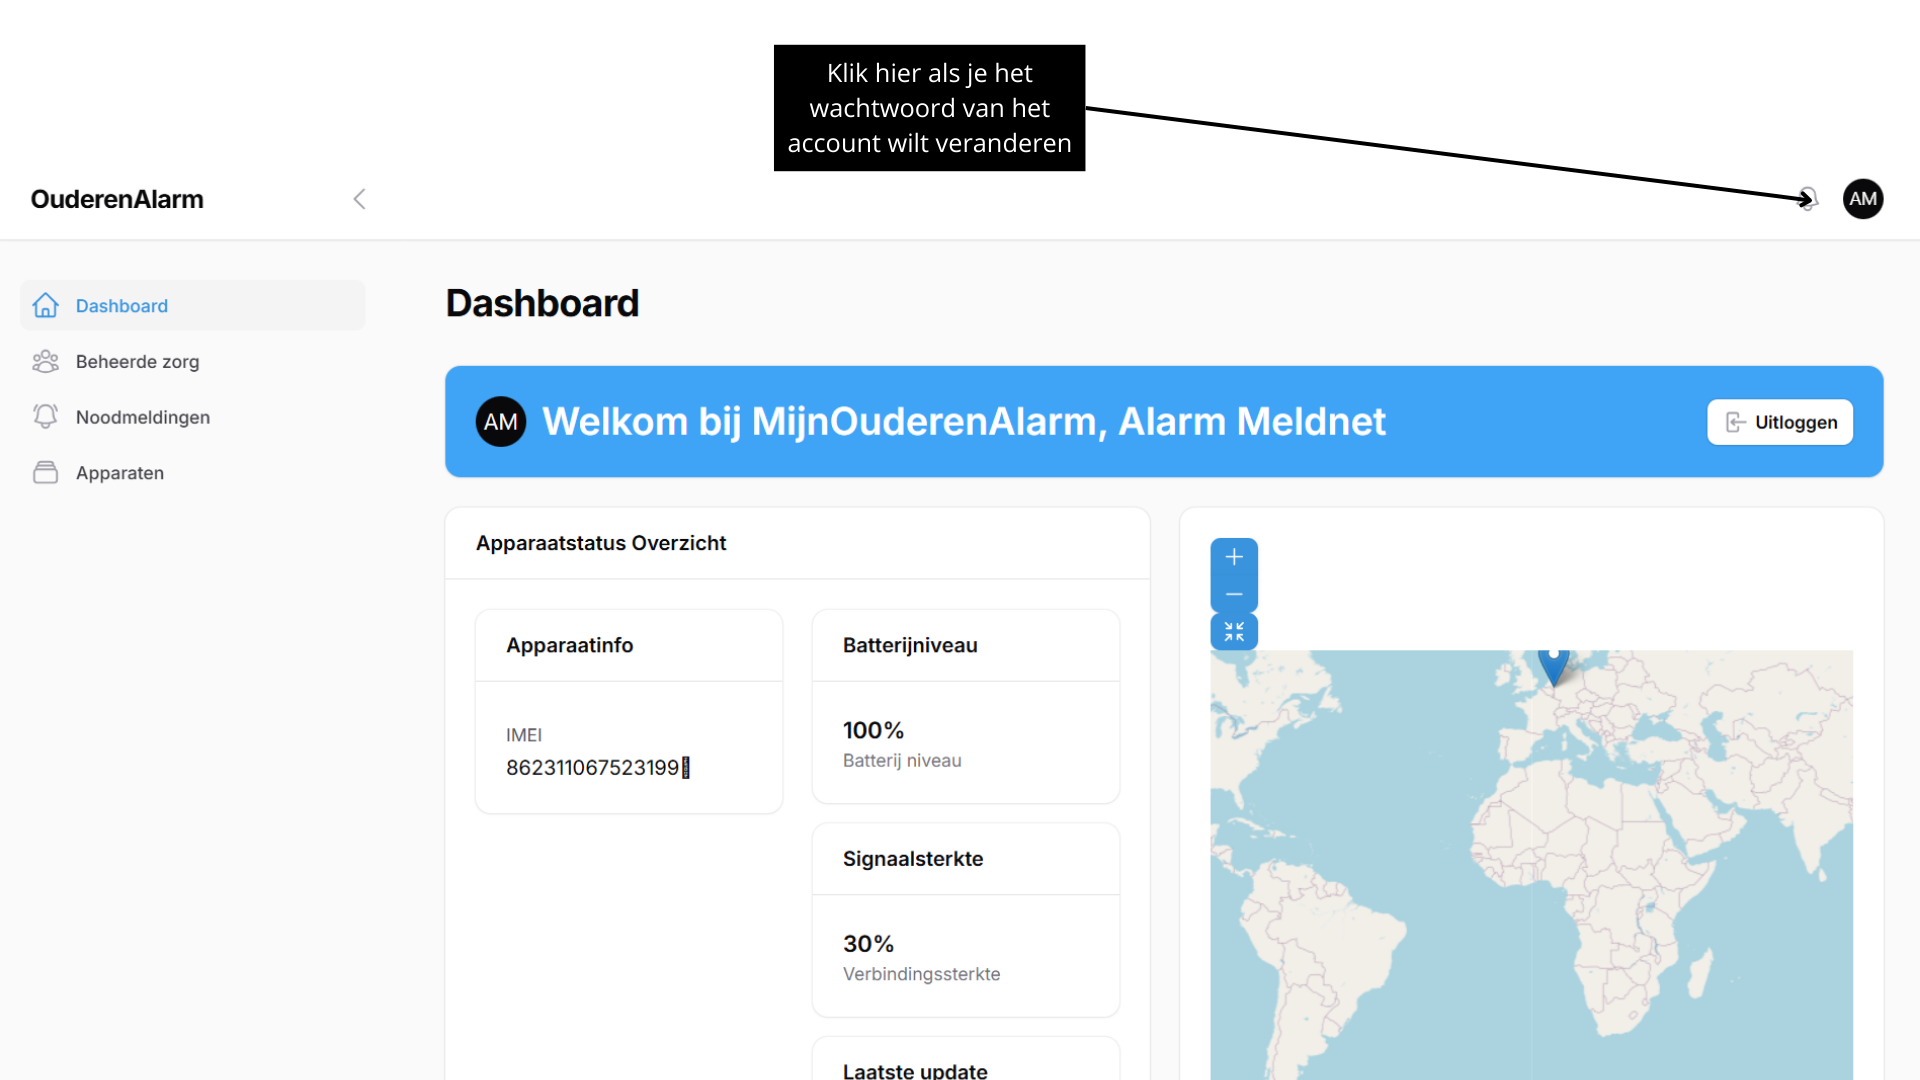 Klik hier als je het
wachtwoord van het
account wilt veranderen
OuderenAlarm
AM
Dashboard
Beheerde zorg
Noodmeldingen
Apparaten
Dashboard
AM Welkom bij MijnOuderenAlarm, Alarm Meldnet
Uitloggen
Apparaatstatus Overzicht
Apparaatinfo
IMEI
862311067523199
Batterijniveau
100%
Batterij niveau
Signaalsterkte
30%
Verbindingssterkte
Laatste update
+
−